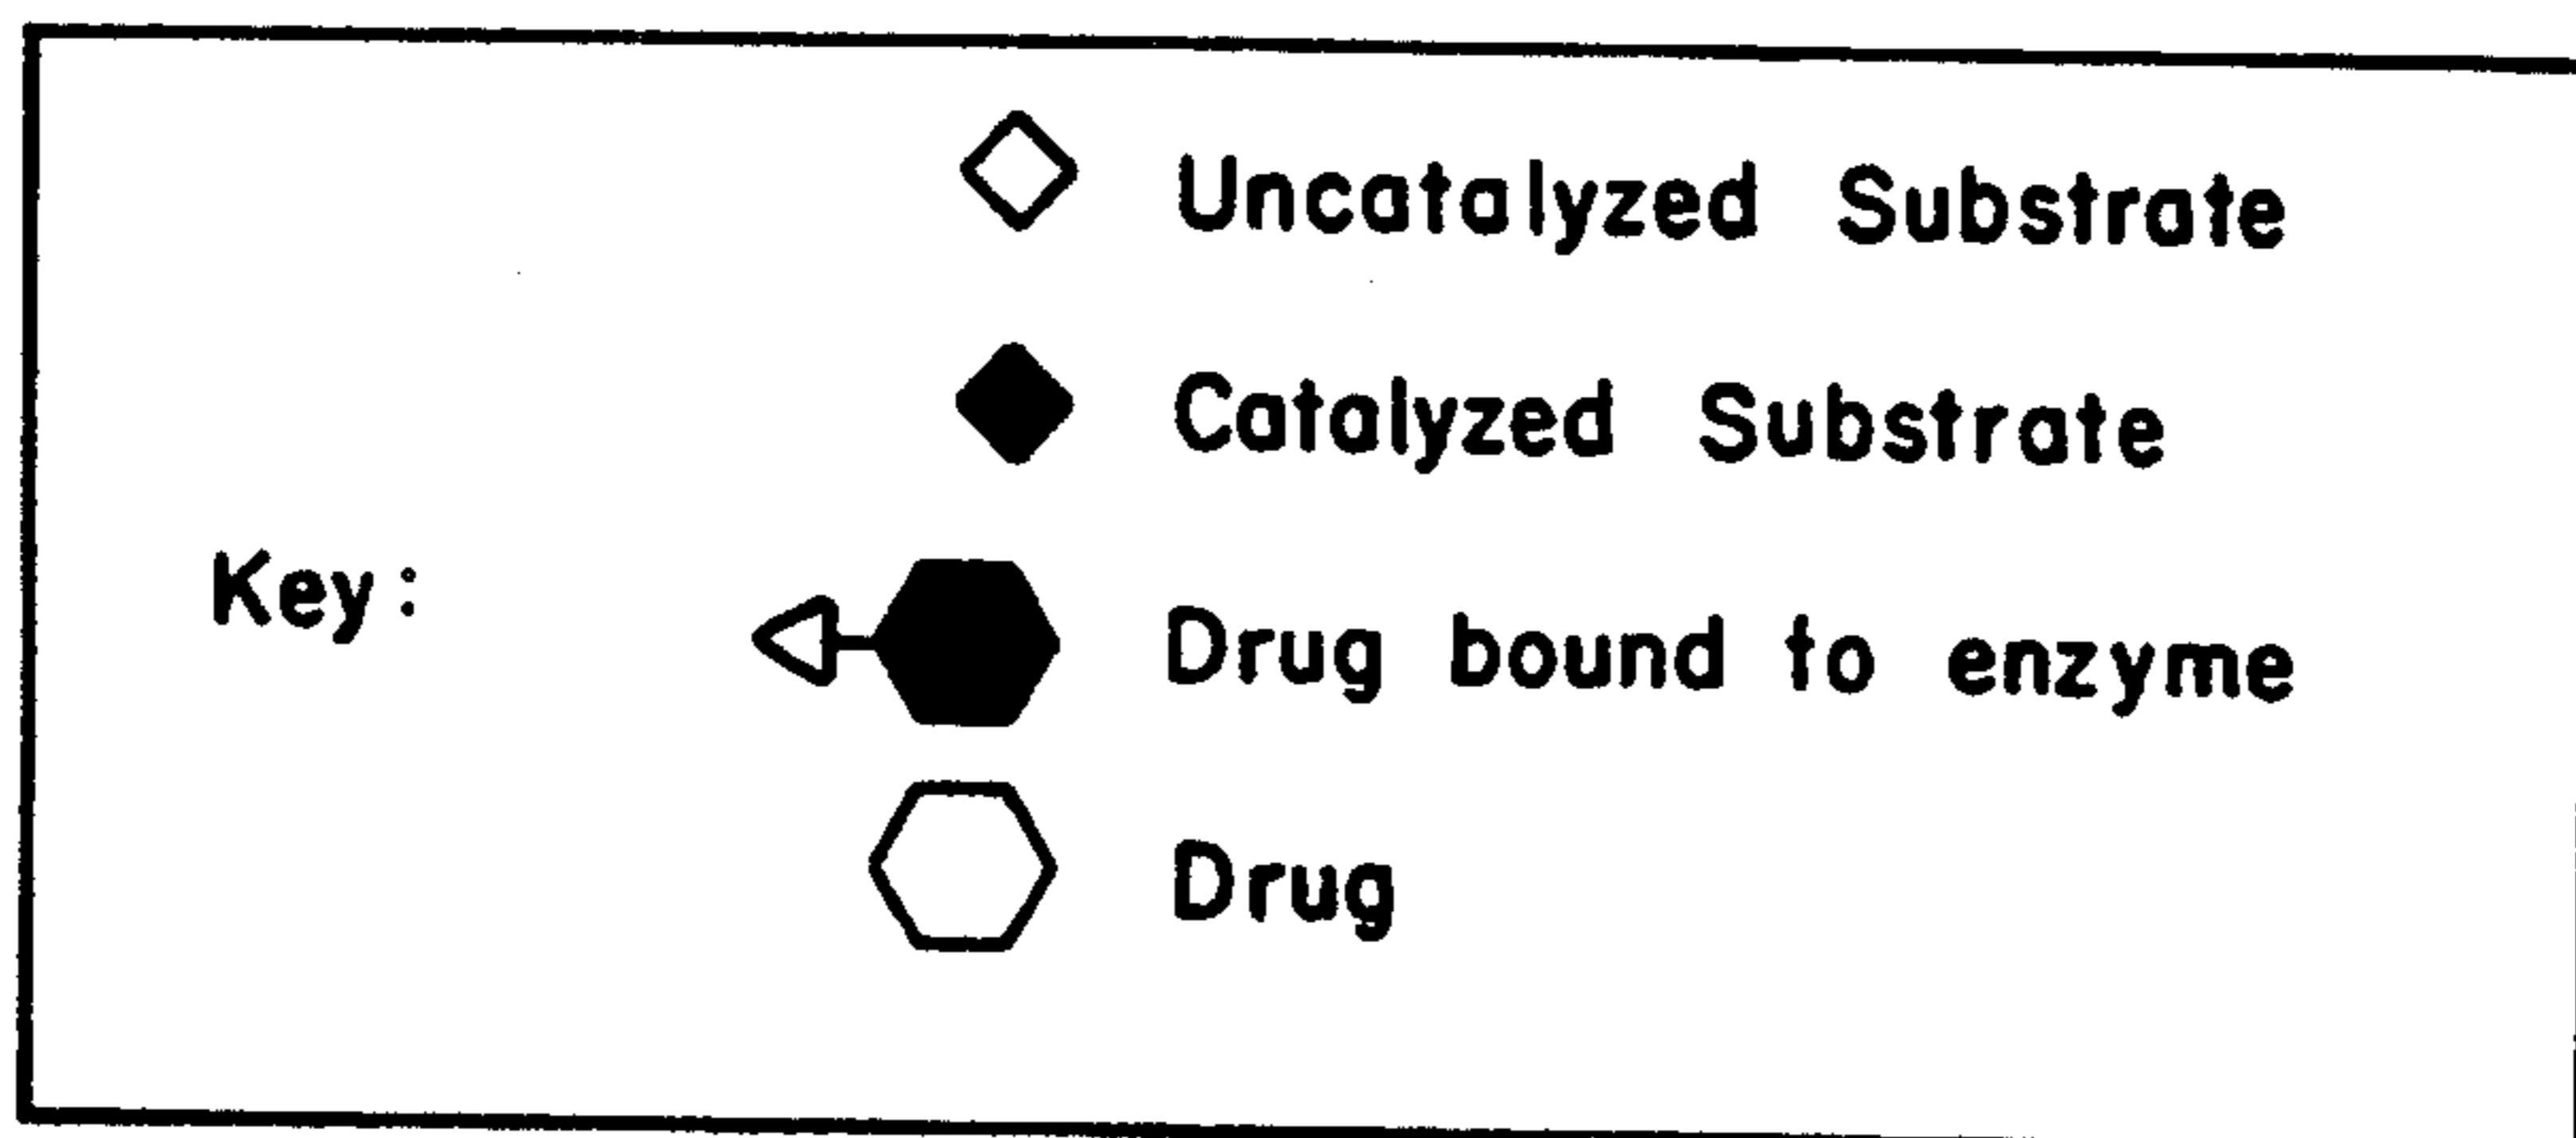 Uncatalyzed Substrate
Catalyzed Substrate
Key:
Drug bound to enzyme
Drug